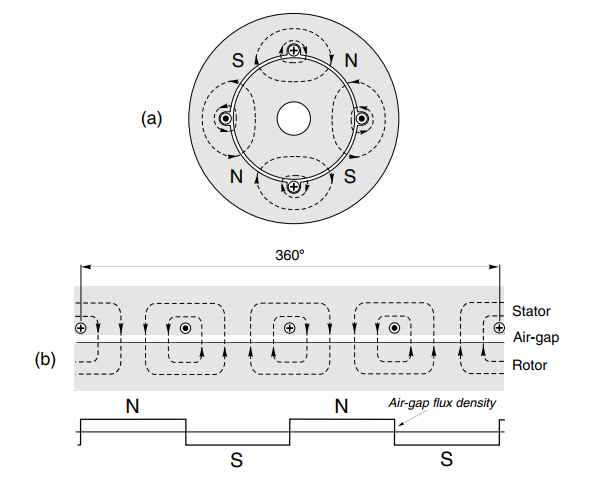 S N
(a)
N S
360°
Stator
Air-gap
(b)
Rotor
N N Air-gap flux density
S S